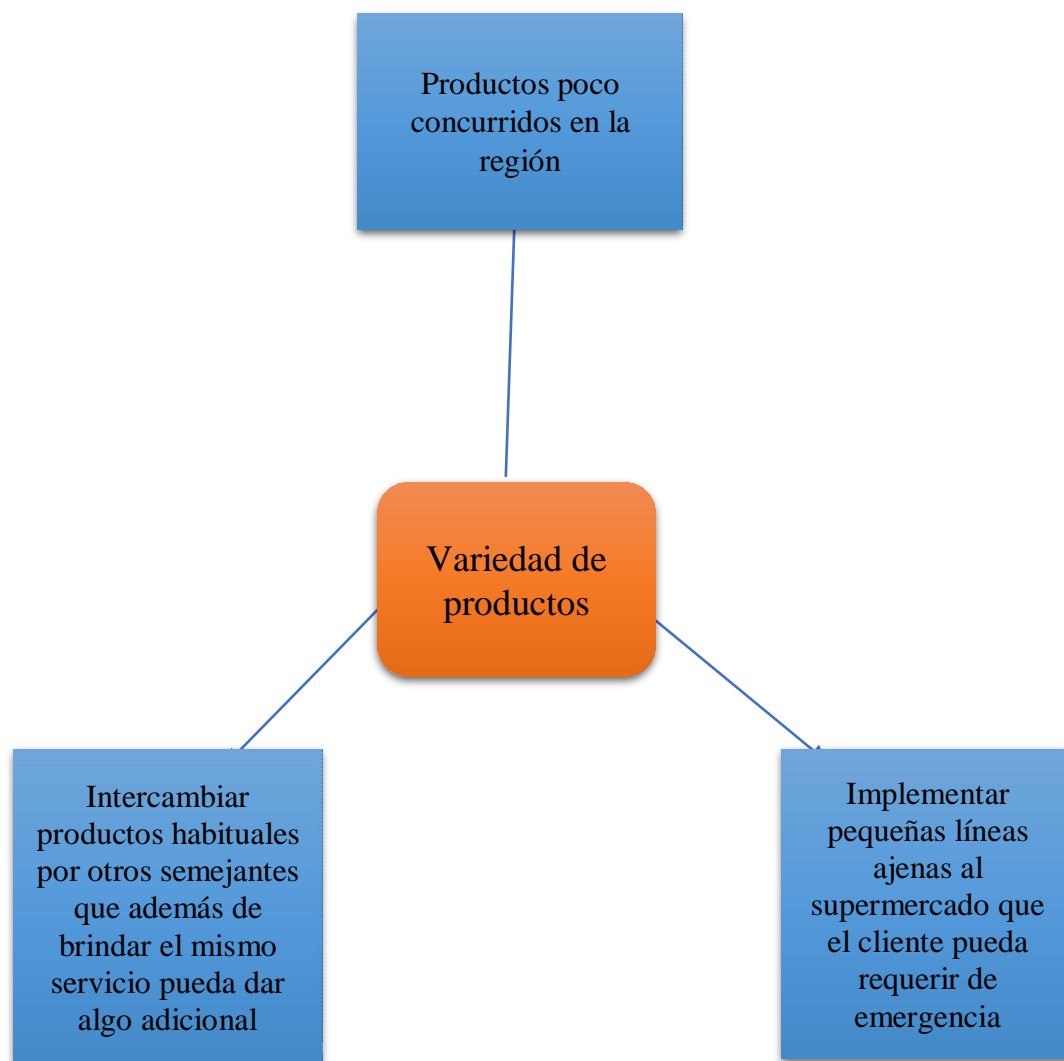 Productos poco
concurridos en la
región
Variedad de
productos
Intercambiar
productos habituales
por otros semejantes
que además de
brindar el mismo
servicio pueda dar
algo adicional
Implementar
pequeñas líneas
ajenas al
supermercado que
el cliente pueda
requerir de
emergencia